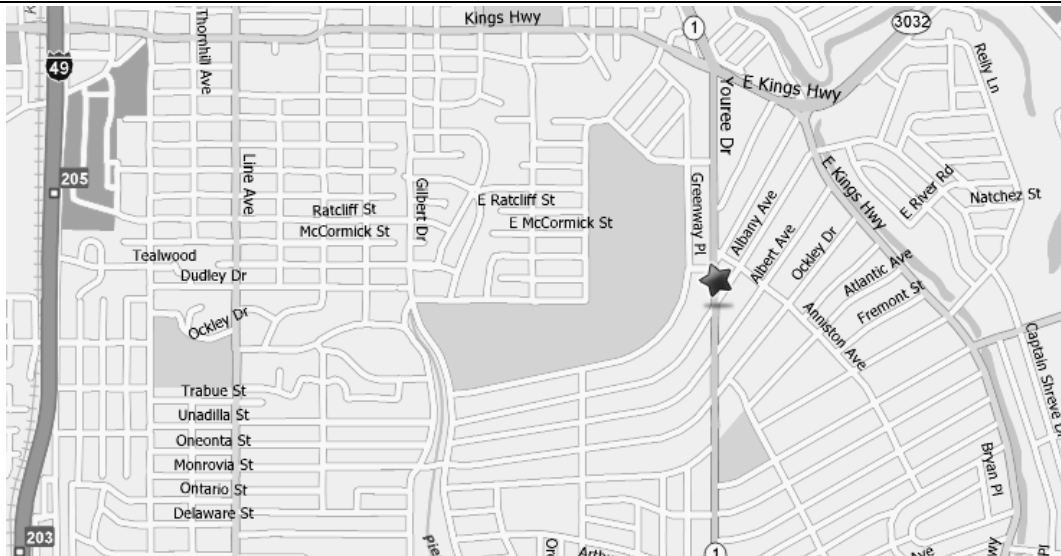 Kings Hwy
1
3032
49
Thornhill Ave
Reily Ln
E Kings Hwy
Youree Dr
205
Line Ave
Gilbert Dr
Greenway Pl
E Kings Hwy
E River Rd
Natchez St
E Ratcliff St
Ratcliff St
E McCormick St
McCormick St
Albany Ave
Albert Ave
Ockley Dr
Tealwood
Dudley Dr
Atlantic Ave
Fremont St
Ockley Dr
Anniston Ave
Captain Shreve Dr
Trabue St
Unadilla St
Oneonta St
Monrovia St
Ontario St
Delaware St
Bryan Pl
203
Pie
1